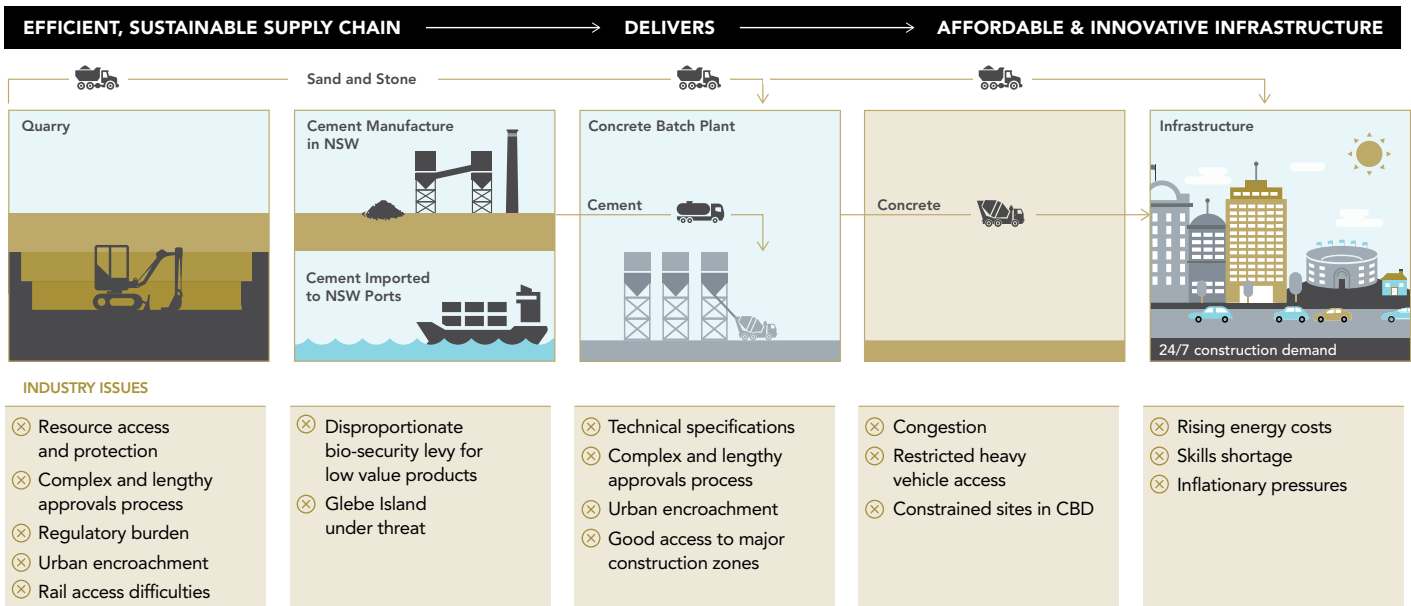 EFFICIENT, SUSTAINABLE SUPPLY CHAIN
DELIVERS
AFFORDABLE & INNOVATIVE INFRASTRUCTURE
Sand and Stone
Quarry
Cement Manufacture
in NSW
Cement Imported
to NSW Ports
Concrete Batch Plant
Cement
Concrete
Infrastructure
24/7 construction demand
INDUSTRY ISSUES
Resource access
and protection
Complex and lengthy
approvals process
Regulatory burden
Urban encroachment
Rail access difficulties
Disproportionate
bio-security levy for
low value products
Glebe Island
under threat
Technical specifications
Complex and lengthy
approvals process
Urban encroachment
Good access to major
construction zones
Congestion
Restricted heavy
vehicle access
Constrained sites in CBD
Rising energy costs
Skills shortage
Inflationary pressures